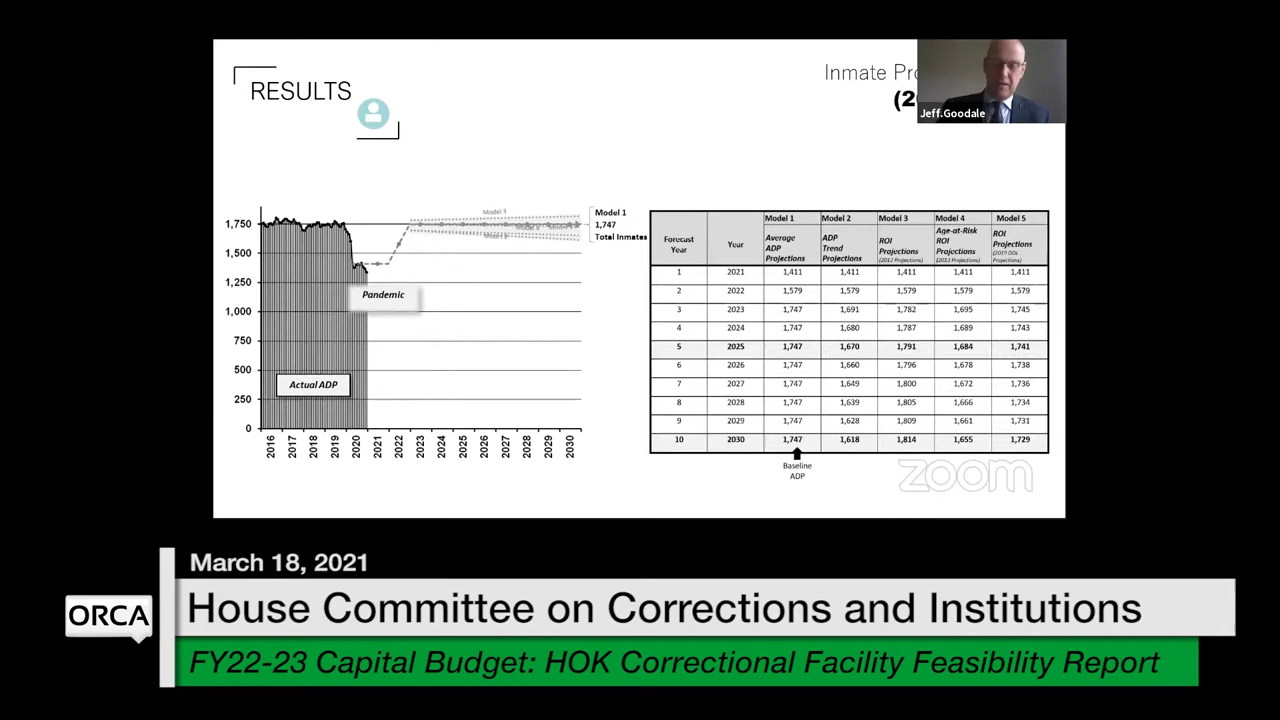 RESULTS
Inmate Pro
(2
Jeff.Goodale
1,750
1,500
1,250
1,000
750
500
250
0
Model 3
Model 1
1,747
Total Inmates
Pandemic
Actual ADP
2016 2017 2018 2019 2020 2021 2022 2023 2024 2025 2026 2027 2028 2029 2030
Forecast Year Year Model 1 Model 2 Model 3 Model 4 Model 5
Average ADP Projections ADP Trend Projections ROI Projections (2013 Projections) Age-at-Risk ROI Projections (2013 Projections) ROI Projections (2019 DOL Projections)
1 2021 1,411 1,411 1,411 1,411 1,411
2 2022 1,579 1,579 1,579 1,579 1,579
3 2023 1,747 1,691 1,782 1,695 1,745
4 2024 1,747 1,680 1,787 1,689 1,743
5 2025 1,747 1,670 1,791 1,684 1,741
6 2026 1,747 1,660 1,796 1,678 1,738
7 2027 1,747 1,649 1,800 1,672 1,736
8 2028 1,747 1,639 1,805 1,666 1,734
9 2029 1,747 1,628 1,809 1,661 1,731
10 2030 1,747 1,618 1,814 1,655 1,729
Baseline
ADP
zoom
March 18, 2021
ORCA
House Committee on Corrections and Institutions
FY22-23 Capital Budget: HOK Correctional Facility Feasibility Report